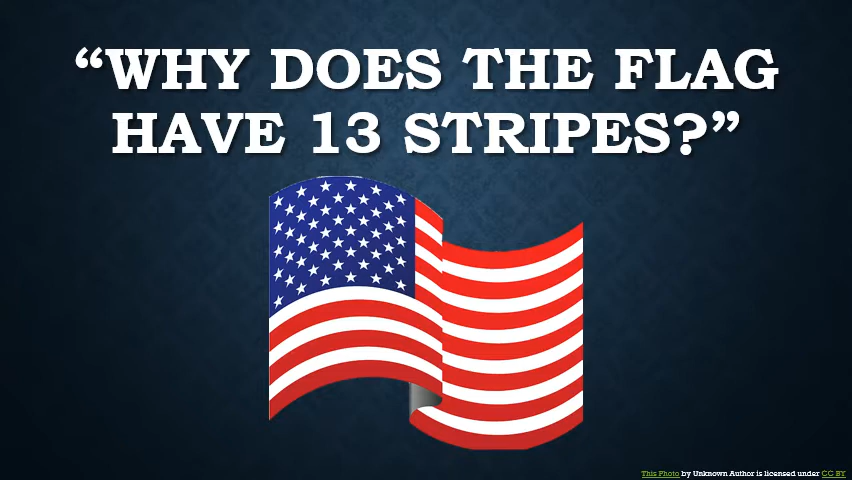 “WHY DOES THE FLAG
HAVE 13 STRIPES?”
This Photo by Unknown Author is licensed under CC BY